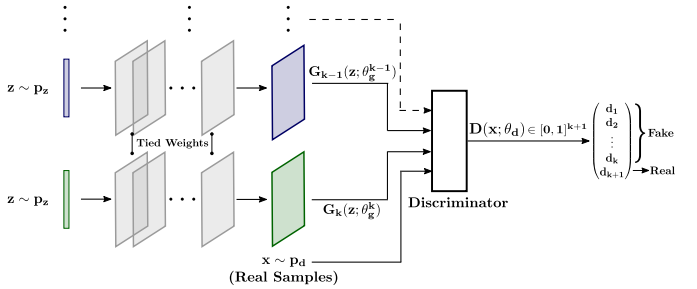 z ∼ p_z
G_{k−1}(z; θ_g^{k−1})
Tied Weights
D(x; θ_d) ∈ [0, 1]^{k+1}
d_1
d_2
⋮
d_k
d_{k+1}
Fake
Real
z ∼ p_z
G_k(z; θ_g^k)
Discriminator
x ∼ p_d
(Real Samples)